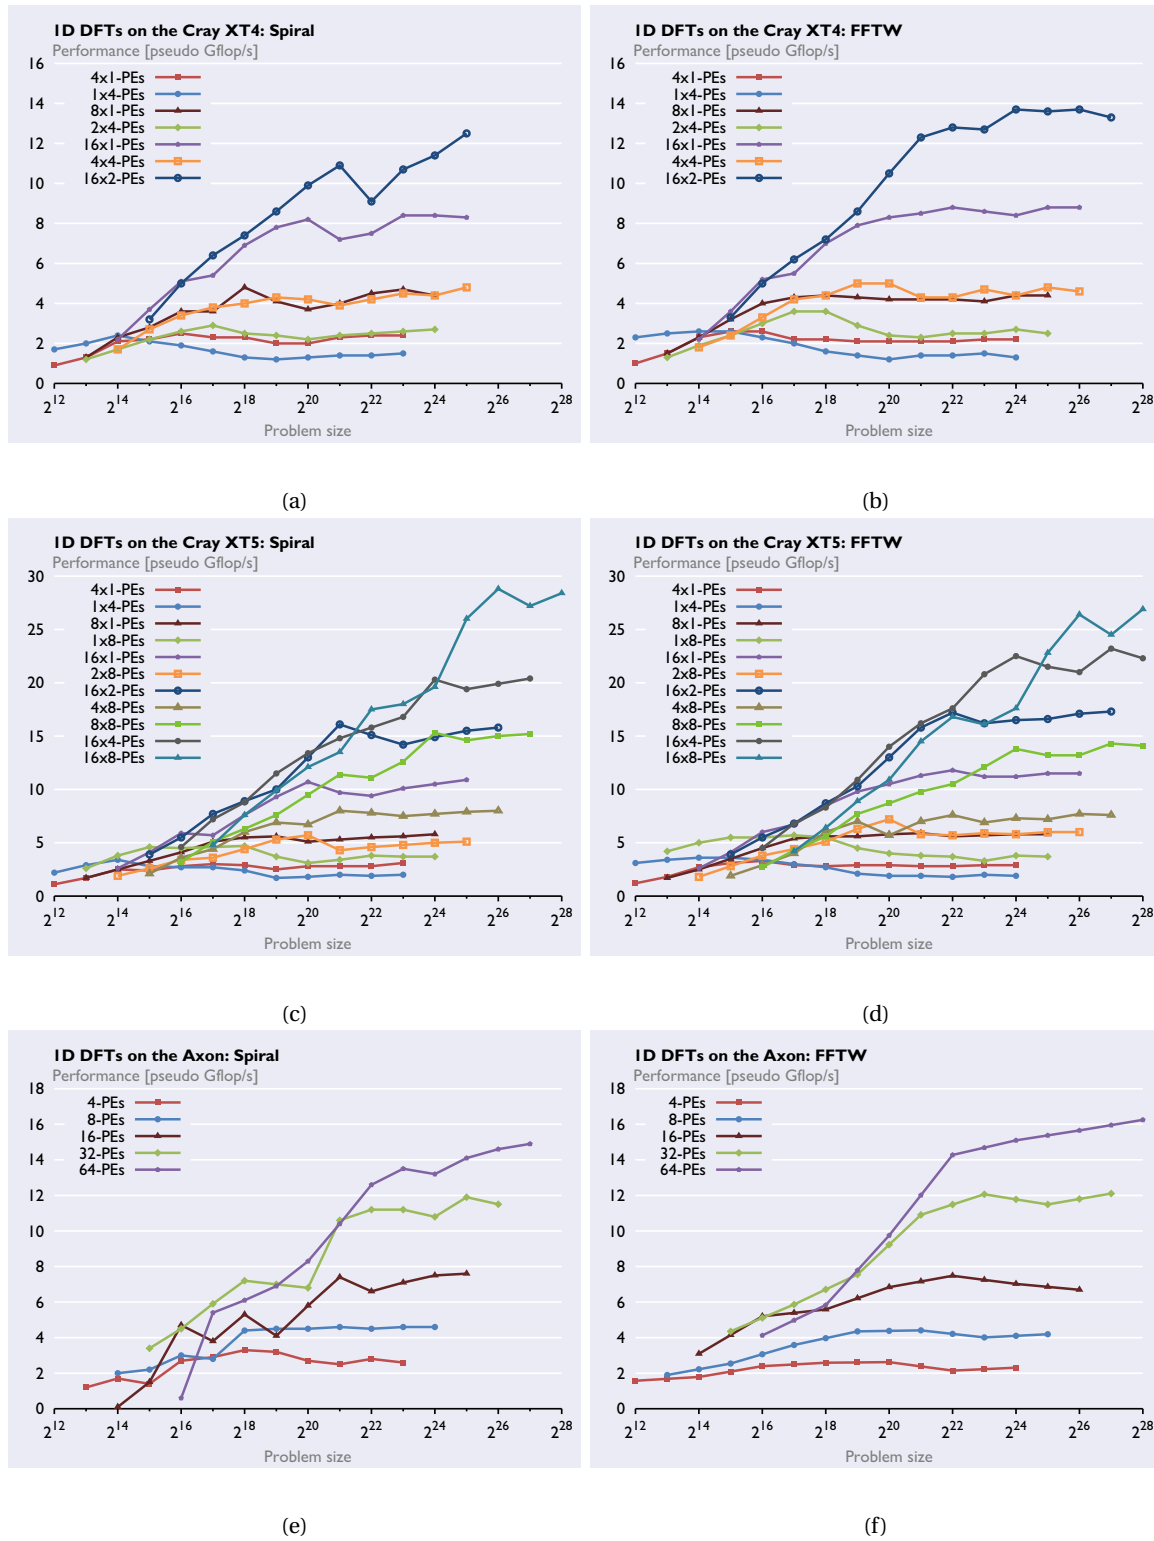 1D DFTs on the Cray XT4: Spiral
Performance [pseudo Gflop/s]
16
14
12
10
8
6
4
2
0
4x1-PEs
1x4-PEs
8x1-PEs
2x4-PEs
16x1-PEs
4x4-PEs
16x2-PEs
2^12 2^14 2^16 2^18 2^20 2^22 2^24 2^26 2^28
Problem size
(a)
1D DFTs on the Cray XT4: FFTW
Performance [pseudo Gflop/s]
16
14
12
10
8
6
4
2
0
4x1-PEs
1x4-PEs
8x1-PEs
2x4-PEs
16x1-PEs
4x4-PEs
16x2-PEs
2^12 2^14 2^16 2^18 2^20 2^22 2^24 2^26 2^28
Problem size
(b)
1D DFTs on the Cray XT5: Spiral
Performance [pseudo Gflop/s]
30
25
20
15
10
5
0
4x1-PEs
1x4-PEs
8x1-PEs
1x8-PEs
16x1-PEs
2x8-PEs
16x2-PEs
4x8-PEs
8x8-PEs
16x4-PEs
16x8-PEs
2^12 2^14 2^16 2^18 2^20 2^22 2^24 2^26 2^28
Problem size
(c)
1D DFTs on the Cray XT5: FFTW
Performance [pseudo Gflop/s]
30
25
20
15
10
5
0
4x1-PEs
1x4-PEs
8x1-PEs
1x8-PEs
16x1-PEs
2x8-PEs
16x2-PEs
4x8-PEs
8x8-PEs
16x4-PEs
16x8-PEs
2^12 2^14 2^16 2^18 2^20 2^22 2^24 2^26 2^28
Problem size
(d)
1D DFTs on the Axon: Spiral
Performance [pseudo Gflop/s]
18
16
14
12
10
8
6
4
2
0
4-PEs
8-PEs
16-PEs
32-PEs
64-PEs
2^12 2^14 2^16 2^18 2^20 2^22 2^24 2^26 2^28
Problem size
(e)
1D DFTs on the Axon: FFTW
Performance [pseudo Gflop/s]
18
16
14
12
10
8
6
4
2
0
4-PEs
8-PEs
16-PEs
32-PEs
64-PEs
2^12 2^14 2^16 2^18 2^20 2^22 2^24 2^26 2^28
Problem size
(f)